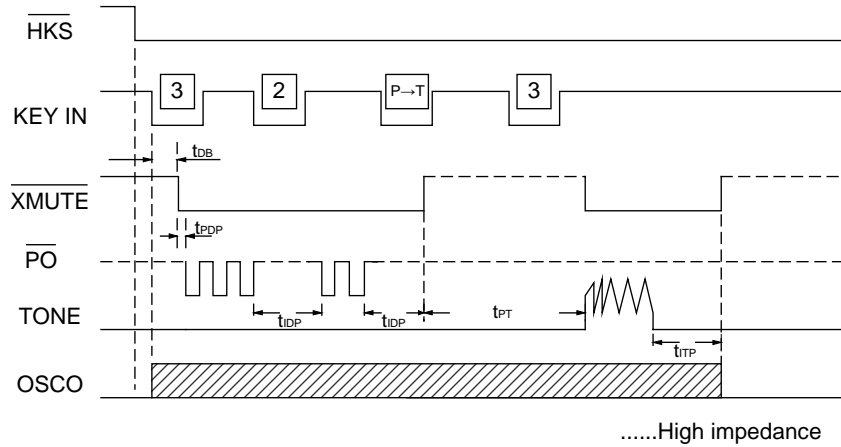 HKS
3
2
P→T
3
KEY IN
tDB
XMUTE
tPDP
PO
TONE
tIDP
tIDP
tPT
tITP
OSCO
......High impedance